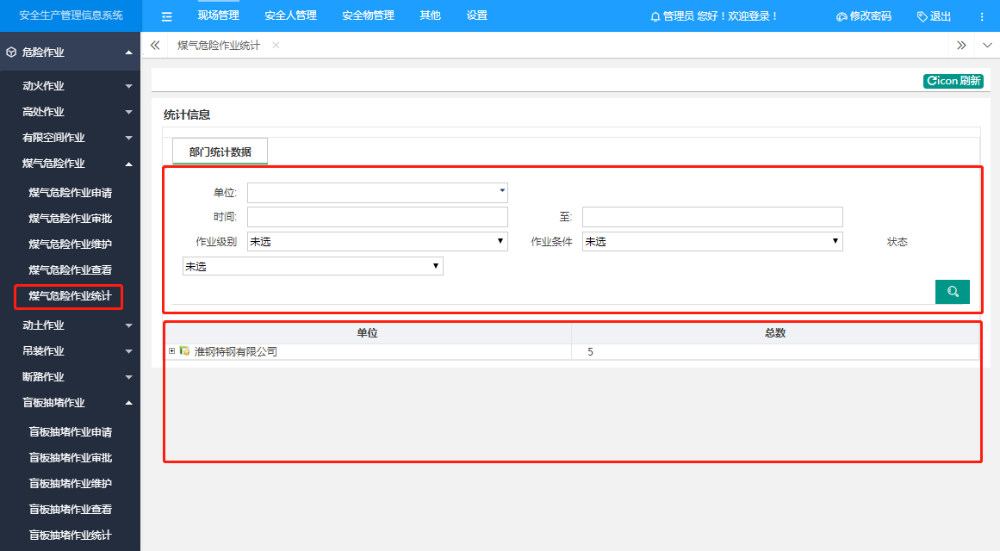 安全生产管理信息系统
现场管理 安全人管理 安全物管理 其他 设置
管理员 您好！欢迎登录！ 修改密码 退出
煤气危险作业统计
危险作业
动火作业
高处作业
有限空间作业
煤气危险作业
煤气危险作业申请
煤气危险作业审批
煤气危险作业维护
煤气危险作业查看
煤气危险作业统计
动土作业
吊装作业
断路作业
盲板抽堵作业
盲板抽堵作业申请
盲板抽堵作业审批
盲板抽堵作业维护
盲板抽堵作业查看
盲板抽堵作业统计
icon 刷新
统计信息
部门统计数据
单位:
时间: 至:
作业级别 未选 作业条件 未选 状态
未选
单位 总数
淮钢特钢有限公司 5